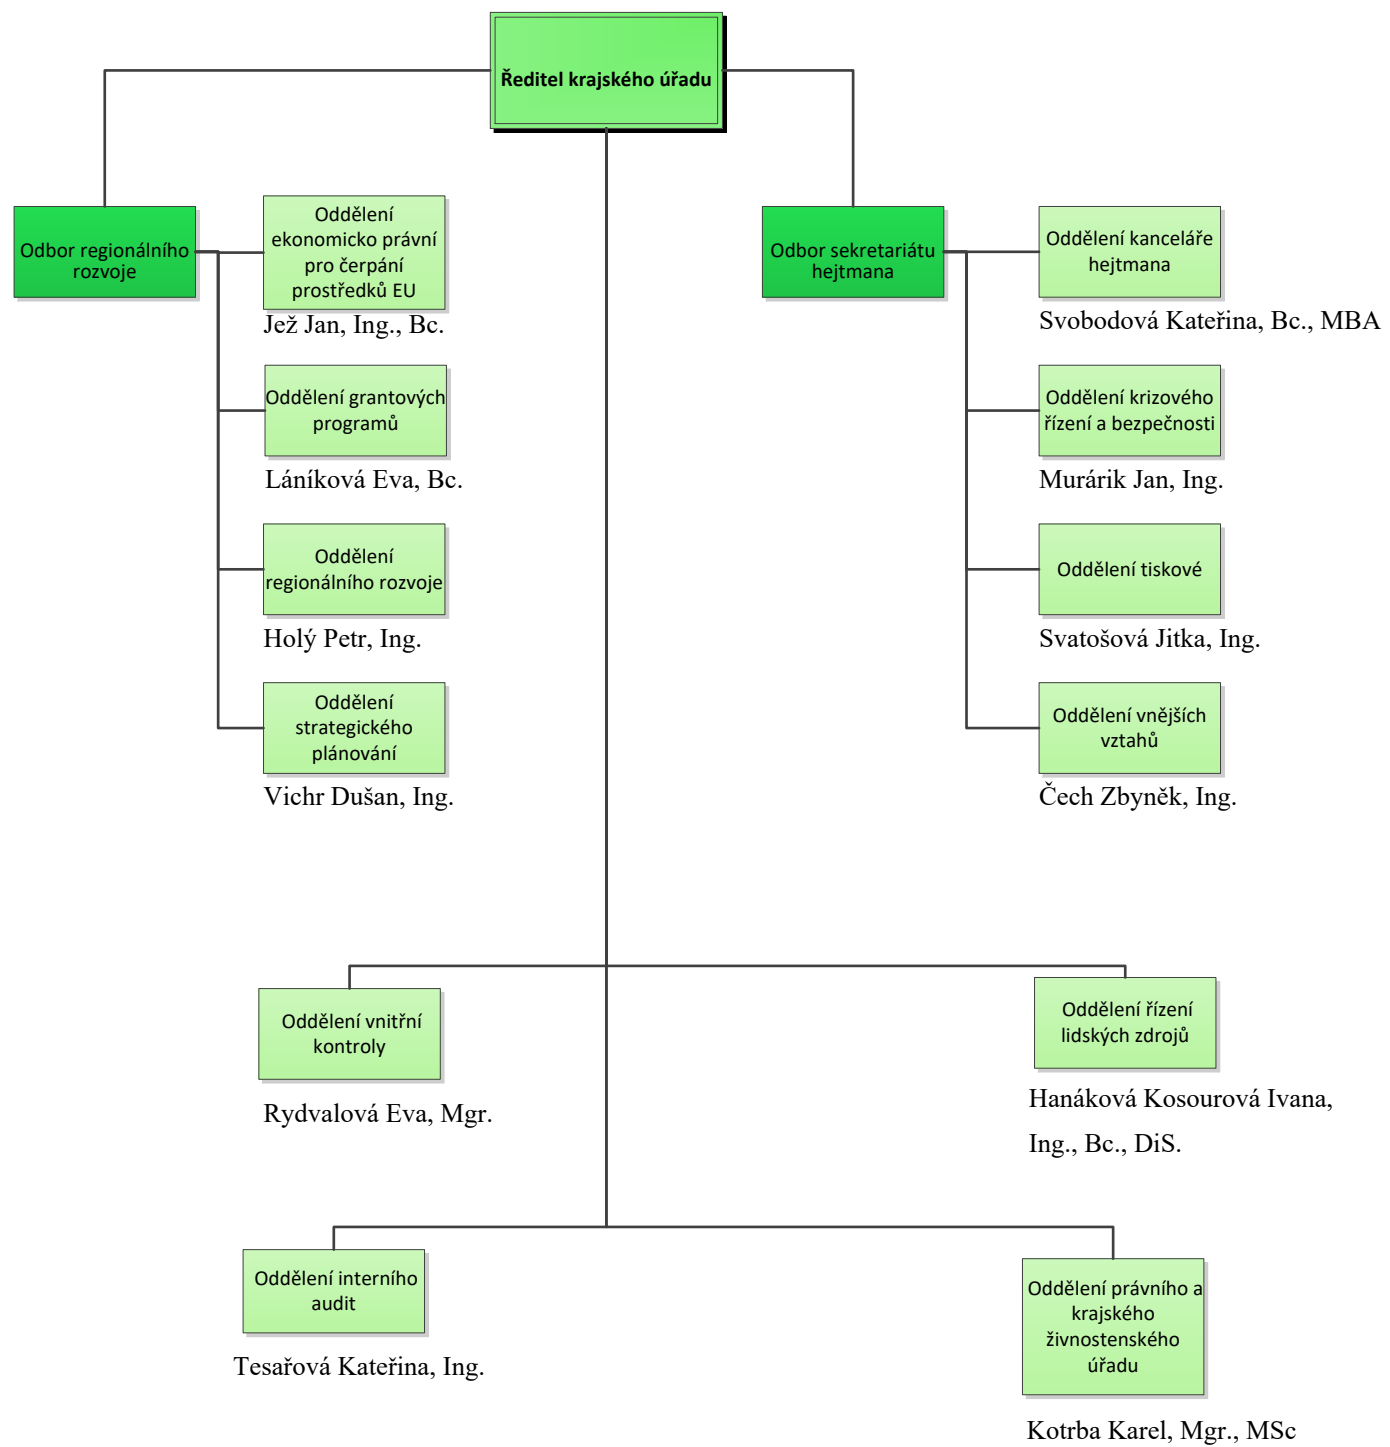 Ředitel krajského úřadu
Odbor regionálního
rozvoje
Oddělení
ekonomicko právní
pro čerpání
prostředků EU
Jež Jan, Ing., Bc.
Oddělení grantových
programů
Láníková Eva, Bc.
Oddělení
regionálního rozvoje
Holý Petr, Ing.
Oddělení
strategického
plánování
Vichr Dušan, Ing.
Odbor sekretariátu
hejtmana
Oddělení kanceláře
hejtmana
Svobodová Kateřina, Bc., MBA
Oddělení krizového
řízení a bezpečnosti
Murárik Jan, Ing.
Oddělení tiskové
Svatošová Jitka, Ing.
Oddělení vnějších
vztahů
Čech Zbyněk, Ing.
Oddělení vnitřní
kontroly
Rydvalová Eva, Mgr.
Oddělení řízení
lidských zdrojů
Hanáková Kosourová Ivana,
Ing., Bc., DiS.
Oddělení interního
audit
Tesařová Kateřina, Ing.
Oddělení právního a
krajského
živnostenského
úřadu
Kotrba Karel, Mgr., MSc